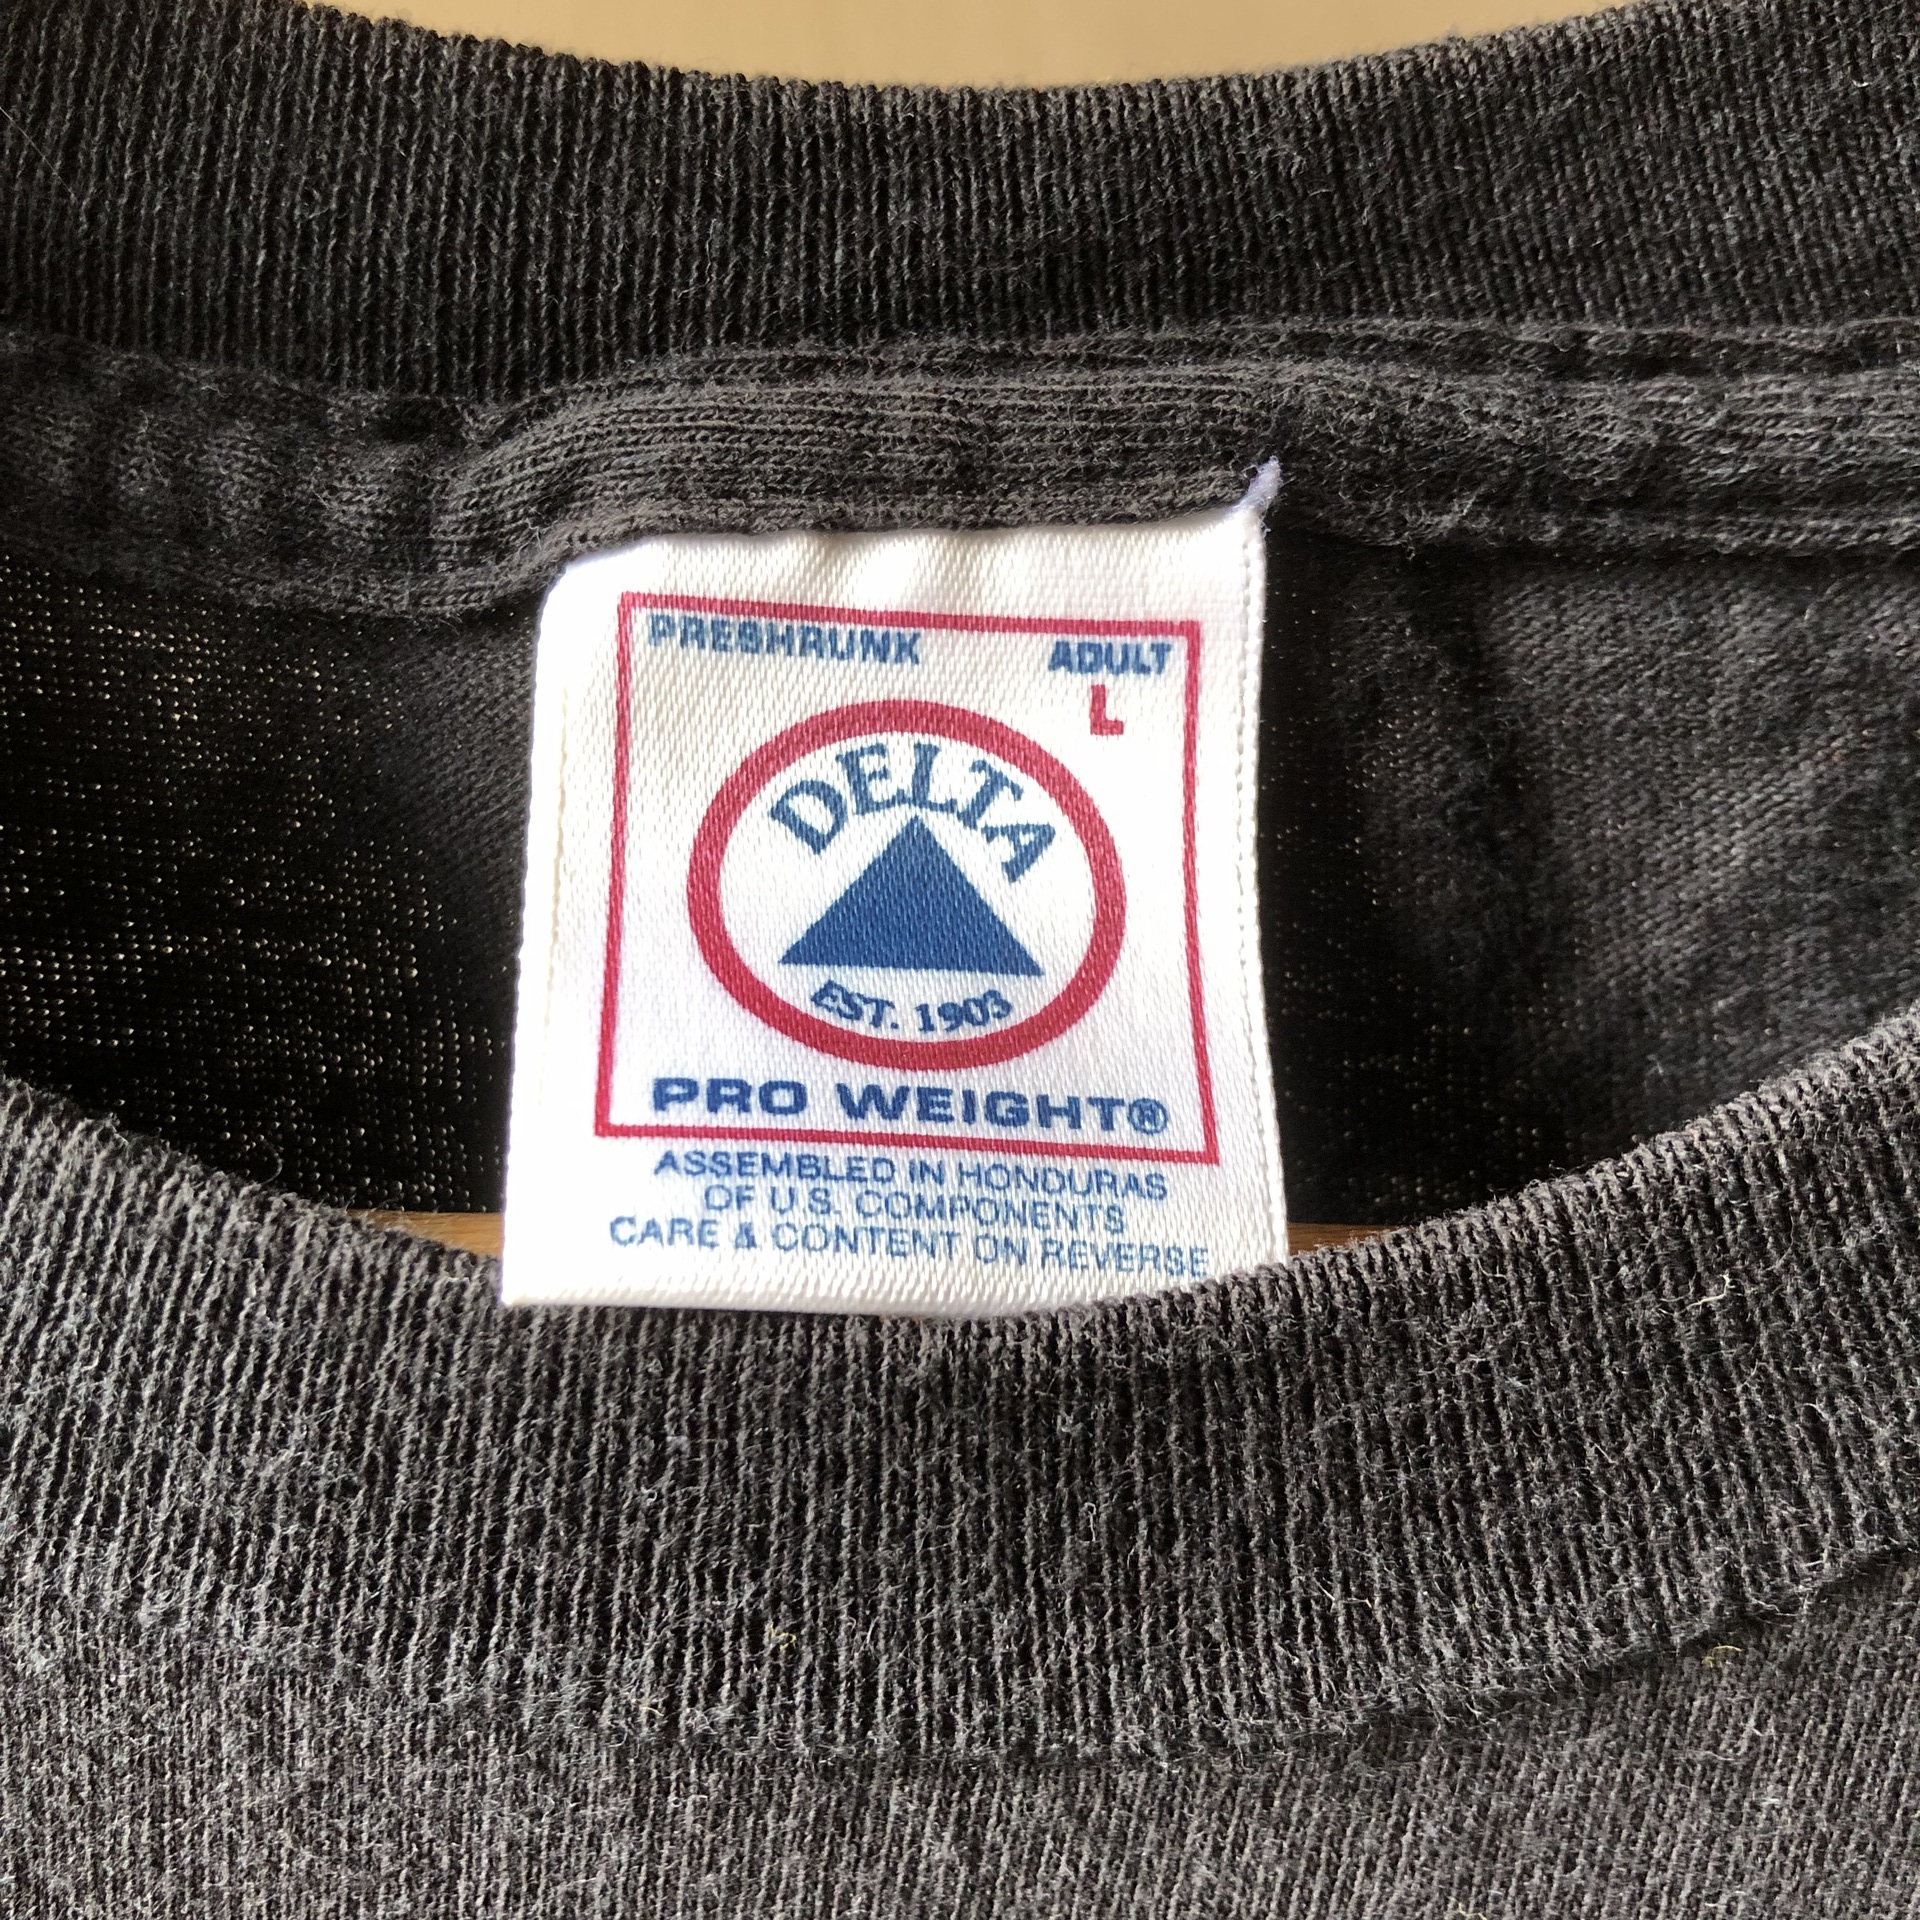 PRESHRUNK ADULT
L
DELTA
EST. 1903
PRO WEIGHT®
ASSEMBLED IN HONDURAS
OF U.S. COMPONENTS
CARE & CONTENT ON REVERSE